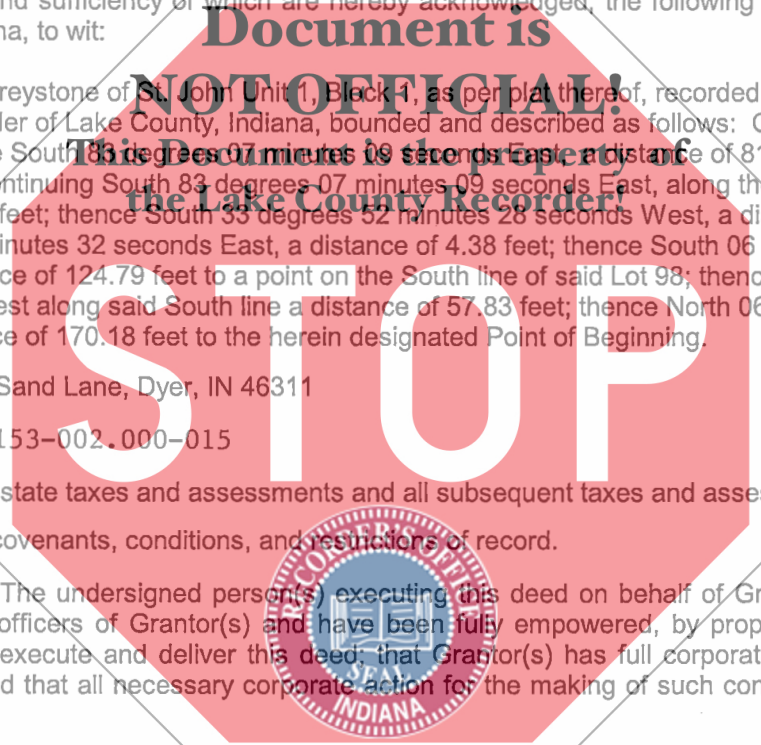 nd sufficiency of which are hereby acknowledged, the following
na, to wit:
Document is
NOT OFFICIAL!
This Document is the property of
the Lake County Recorder!
reystone of St. John Unit 1, Block 1, as per plat thereof, recorded
der of Lake County, Indiana, bounded and described as follows: C
e South 83 degrees 07 minutes 09 seconds East, a distance of 81
ntinuing South 83 degrees 07 minutes 09 seconds East, along th
feet; thence South 53 degrees 52 minutes 28 seconds West, a di
inutes 32 seconds East, a distance of 4.38 feet; thence South 06
ce of 124.79 feet to a point on the South line of said Lot 98; thenc
est along said South line a distance of 57.83 feet; thence North 06
ce of 170.18 feet to the herein designated Point of Beginning.
STOP
Sand Lane, Dyer, IN 46311
153-002.000-015
state taxes and assessments and all subsequent taxes and asse
covenants, conditions, and restrictions of record.
RECORDER'S OFFICE
SEAL
INDIANA
The undersigned person(s) executing this deed on behalf of Gr
officers of Grantor(s) and have been fully empowered, by prop
execute and deliver this deed; that Grantor(s) has full corporat
d that all necessary corporate action for the making of such con